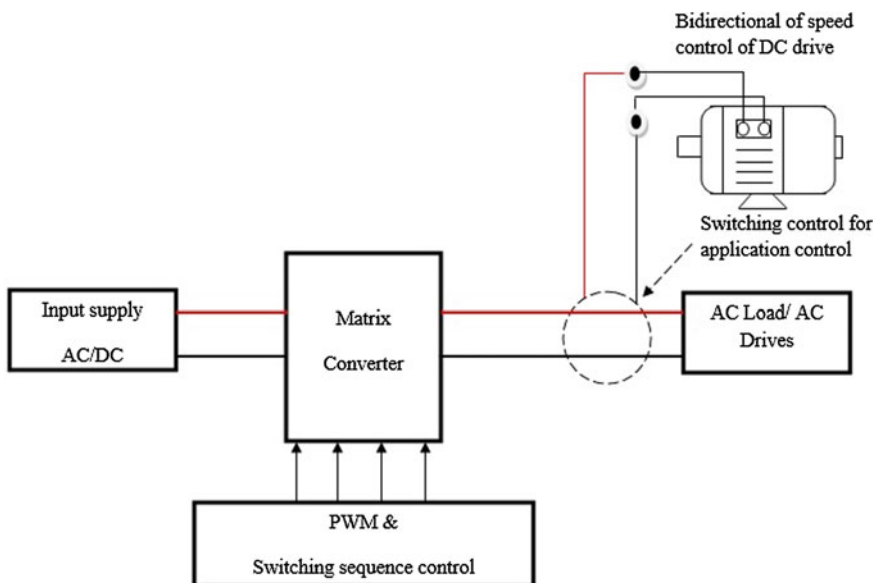 Bidirectional of speed
control of DC drive
Switching control for
application control
Input supply
AC/DC
Matrix
Converter
AC Load/ AC
Drives
PWM &
Switching sequence control